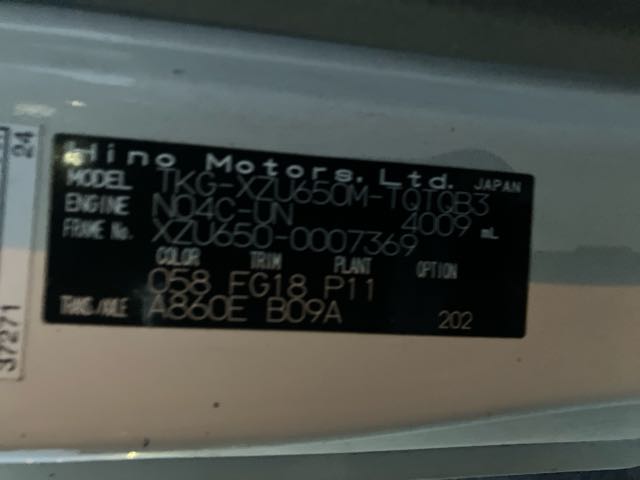 Hino Motors, Ltd. JAPAN
MODEL TKG-XZU650M-TQTQB3
ENGINE N04C-UN 4009 mL
FRAME No. XZU650-0007369
COLOR TRIM PLANT OPTION
058 FG18 P11
TRANS./AXLE A860E B09A 202
24
37271